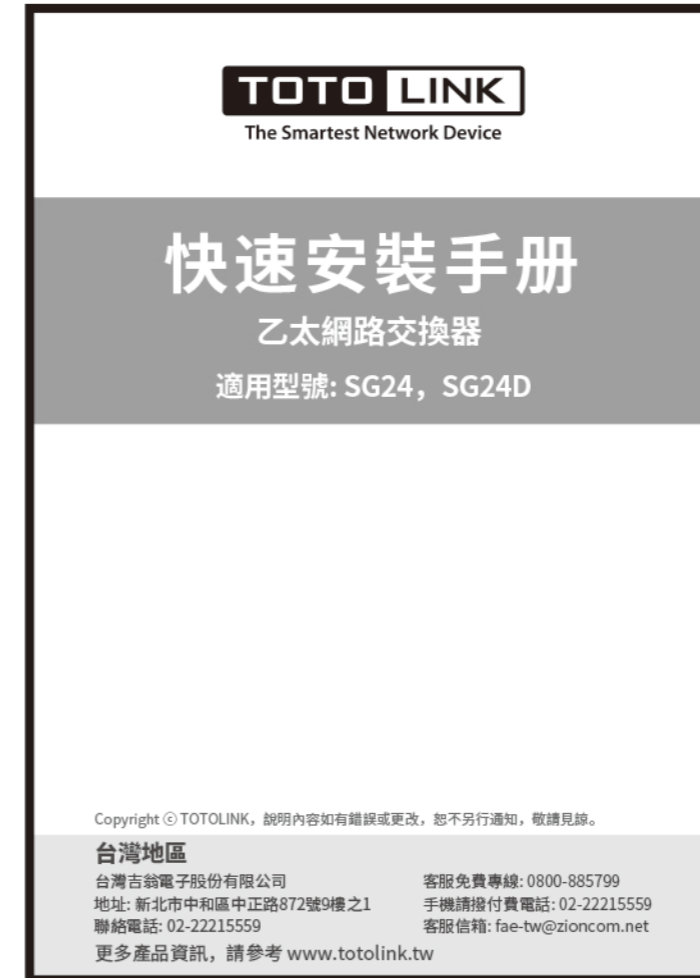 TOTO LINK
The Smartest Network Device
快速安裝手册
乙太網路交換器
適用型號: SG24，SG24D
Copyright ⓒ TOTOLINK，說明內容如有錯誤或更改，恕不另行通知，敬請見諒。
台灣地區
台灣吉翁電子股份有限公司
地址: 新北市中和區中正路872號9樓之1
聯絡電話: 02-22215559
客服免費專線: 0800-885799
手機請撥付費電話: 02-22215559
客服信箱: fae-tw@zioncom.net
更多產品資訊，請參考 www.totolink.tw